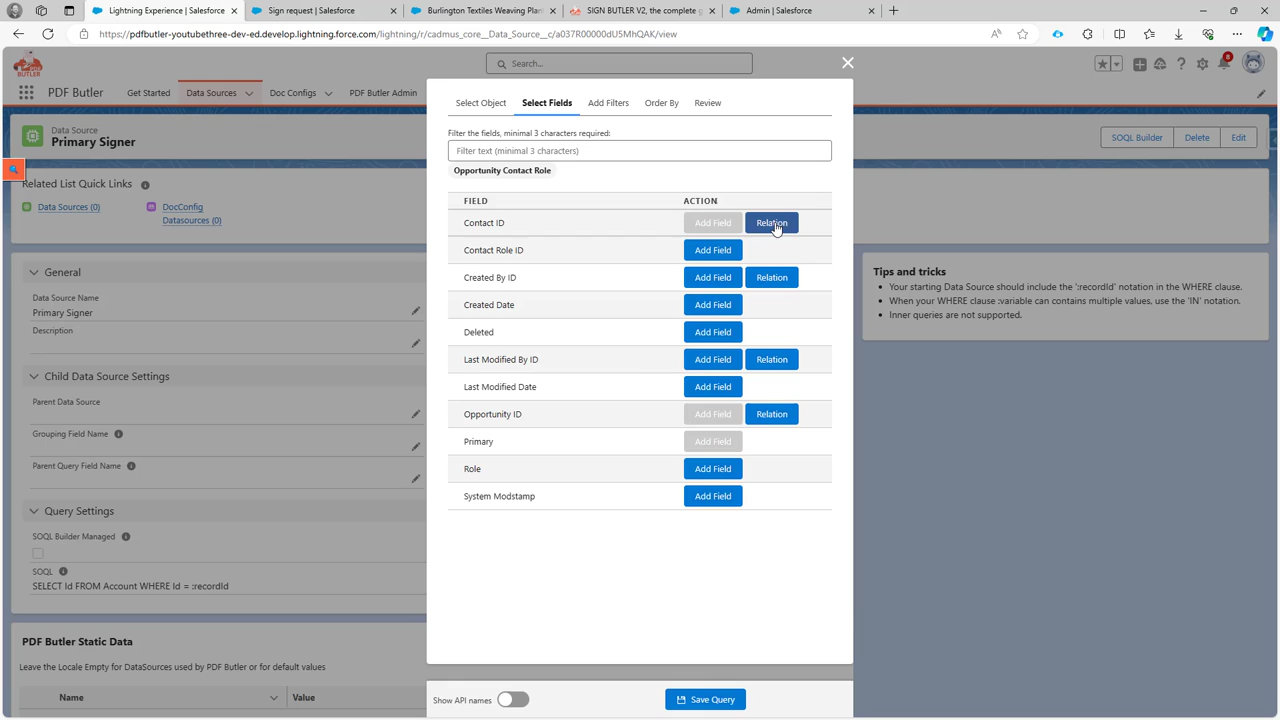 Lightning Experience | Salesforce
Sign request | Salesforce
Burlington Textiles Weaving Plan
SIGN BUTLER V2, the complete g
Admin | Salesforce
https://pdfbutler-youtubethree-dev-ed.develop.lightning.force.com/lightning/r/cadmus_core__Data_Source__c/a037R00000dU5MhQAK/view
PDF
BUTLER
Search...
8
PDF Butler
Get Started
Data Sources
Doc Configs
PDF Butler Admin
Data Source
Primary Signer
SOQL Builder
Delete
Edit
Related List Quick Links
Data Sources (0)
DocConfig
Datasources (0)
General
Data Source Name
Primary Signer
Description
Child Data Source Settings
Parent Data Source
Grouping Field Name
Parent Query Field Name
Query Settings
SOQL Builder Managed
SOQL
SELECT Id FROM Account WHERE Id = :recordId
PDF Butler Static Data
Leave the Locale Empty for DataSources used by PDF Butler or for default values
Name
Value
Select Object
Select Fields
Add Filters
Order By
Review
Filter the fields, minimal 3 characters required:
Filter text (minimal 3 characters)
Opportunity Contact Role
FIELD
ACTION
Contact ID
Add Field
Relation
Contact Role ID
Add Field
Created By ID
Add Field
Relation
Created Date
Add Field
Deleted
Add Field
Last Modified By ID
Add Field
Relation
Last Modified Date
Add Field
Opportunity ID
Add Field
Relation
Primary
Add Field
Role
Add Field
System Modstamp
Add Field
Show API names
Save Query
Tips and tricks
Your starting Data Source should include the ':recordId' notation in the WHERE clause.
When your WHERE clause :variable can contains multiple values, use the 'IN' notation.
Inner queries are not supported.